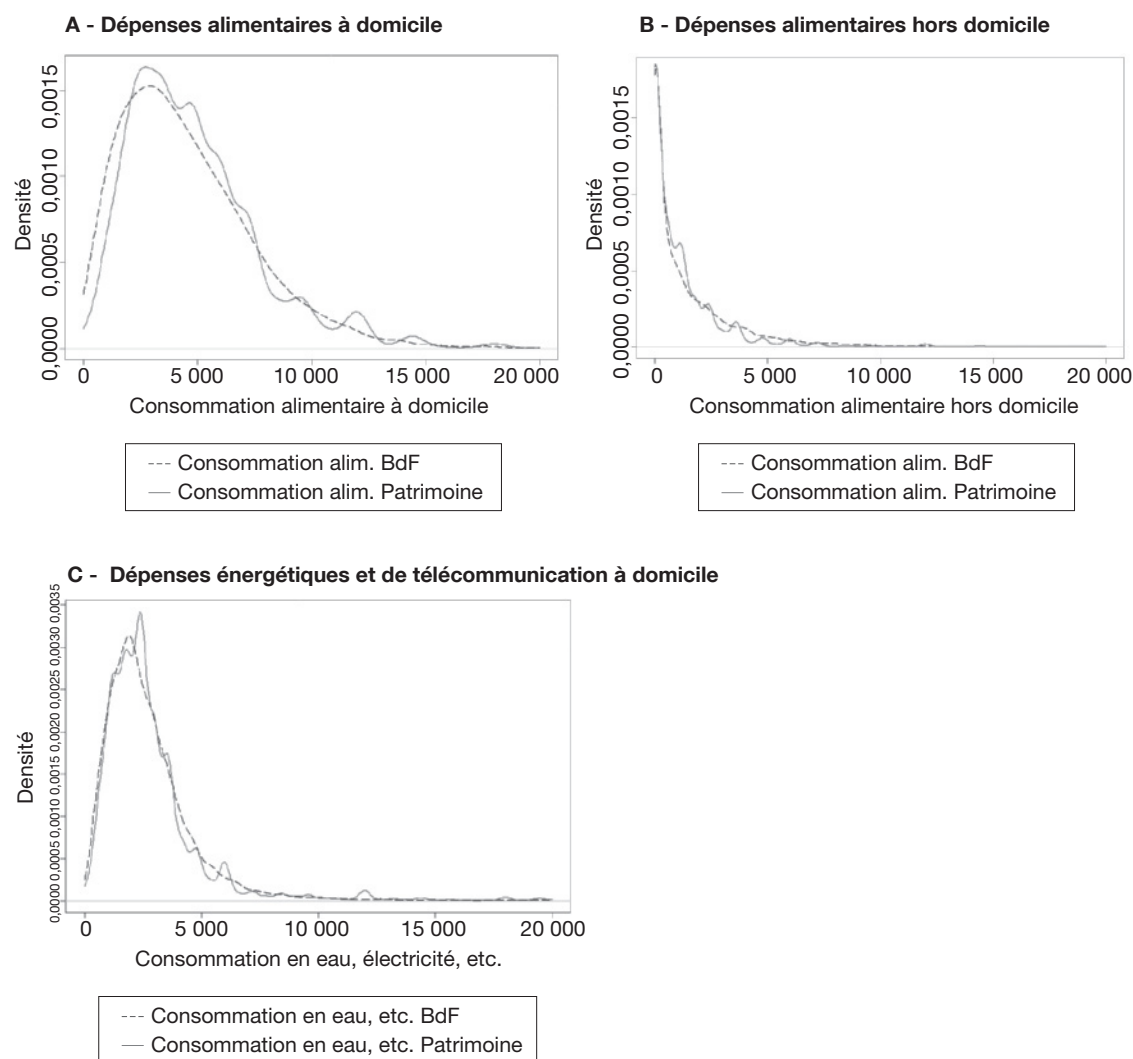 A - Dépenses alimentaires à domicile
Densité
0,0000 0,0005 0,0010 0,0015
0 5 000 10 000 15 000 20 000
Consommation alimentaire à domicile
Consommation alim. BdF
Consommation alim. Patrimoine
B - Dépenses alimentaires hors domicile
Densité
0,0000 0,0005 0,0010 0,0015
0 5 000 10 000 15 000 20 000
Consommation alimentaire hors domicile
Consommation alim. BdF
Consommation alim. Patrimoine
C - Dépenses énergétiques et de télécommunication à domicile
Densité
0,0000 0,0005 0,0010 0,0015 0,0020 0,0025 0,0030 0,0035
0 5 000 10 000 15 000 20 000
Consommation en eau, électricité, etc.
Consommation en eau, etc. BdF
Consommation en eau, etc. Patrimoine